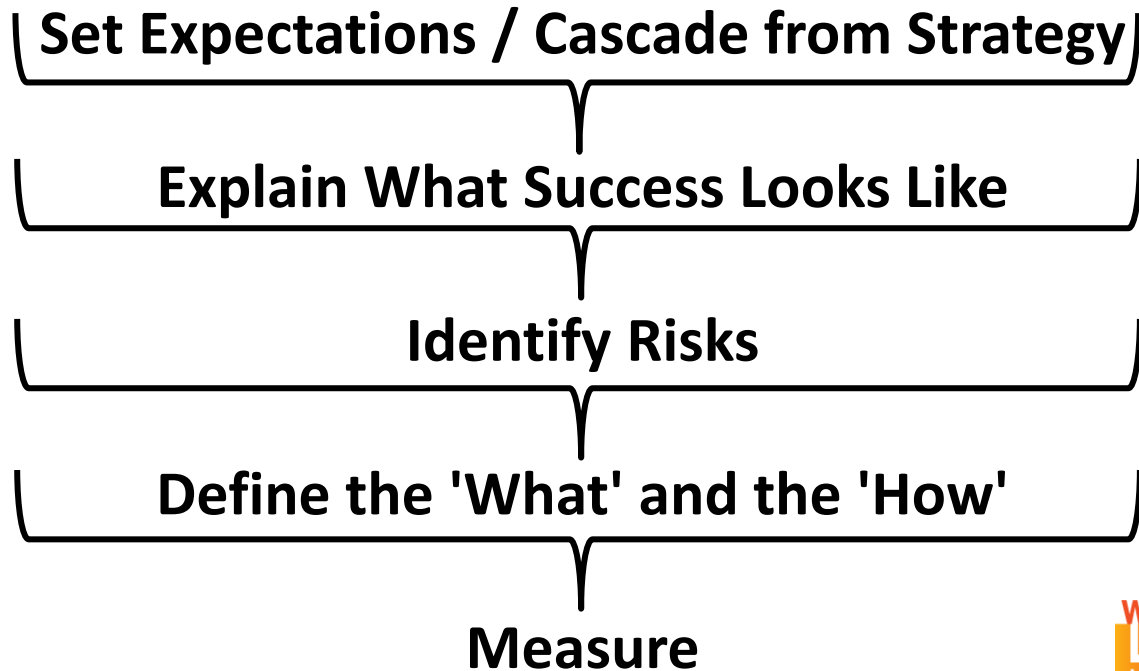 Set Expectations / Cascade from Strategy
Explain What Success Looks Like
Identify Risks
Define the 'What' and the 'How'
Measure